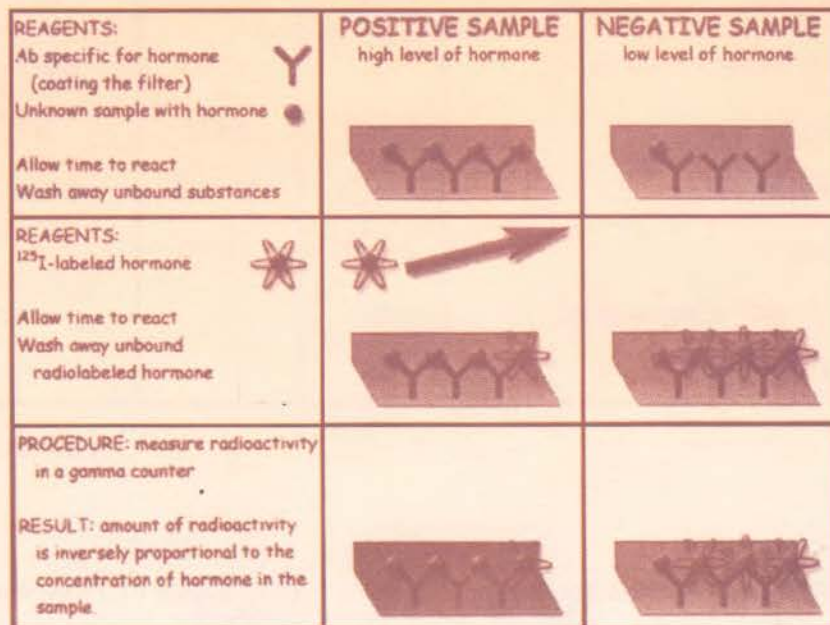 REAGENTS:
Ab specific for hormone
(coating the filter)
Unknown sample with hormone
Allow time to react
Wash away unbound substances
POSITIVE SAMPLE
high level of hormone
NEGATIVE SAMPLE
low level of hormone
REAGENTS:
¹²⁵I-labeled hormone
Allow time to react
Wash away unbound
radiolabeled hormone
PROCEDURE: measure radioactivity
in a gamma counter
RESULT: amount of radioactivity
is inversely proportional to the
concentration of hormone in the
sample